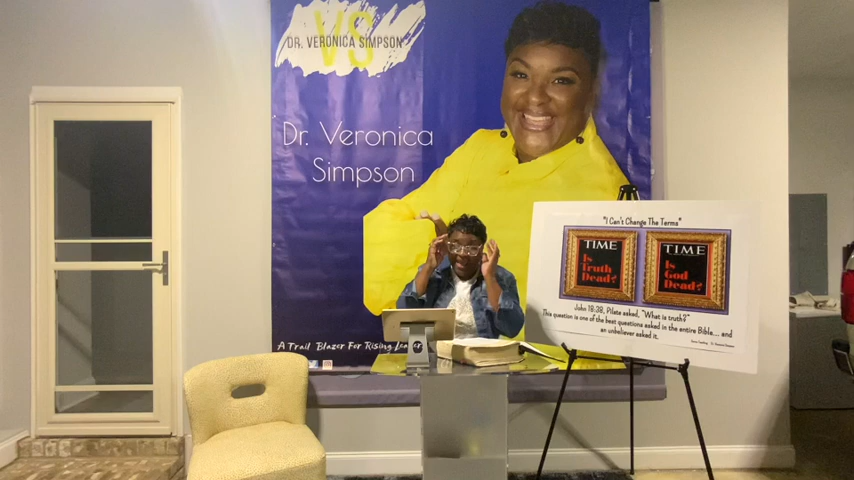 VS
DR. VERONICA SIMPSON
Dr. Veronica
Simpson
A Trail Blazer For Rising Leader
"I Can't Change The Terms"
TIME
Is
Truth
Dead?
TIME
Is
God
Dead?
John 18:38, Pilate asked, "What is truth?"
This question is one of the best questions asked in the entire Bible.... and
an unbeliever asked it.